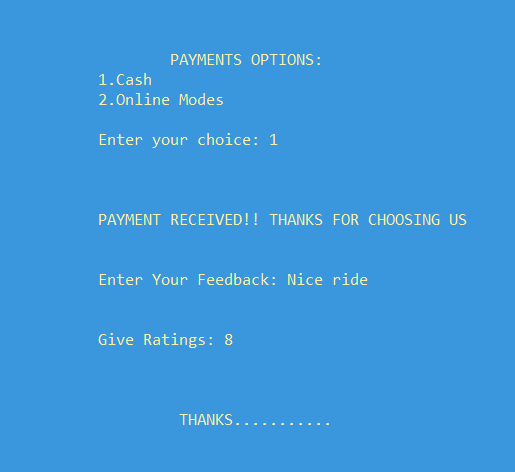 PAYMENTS OPTIONS:
1.Cash
2.Online Modes
Enter your choice: 1
PAYMENT RECEIVED!! THANKS FOR CHOOSING US
Enter Your Feedback: Nice ride
Give Ratings: 8
THANKS...........